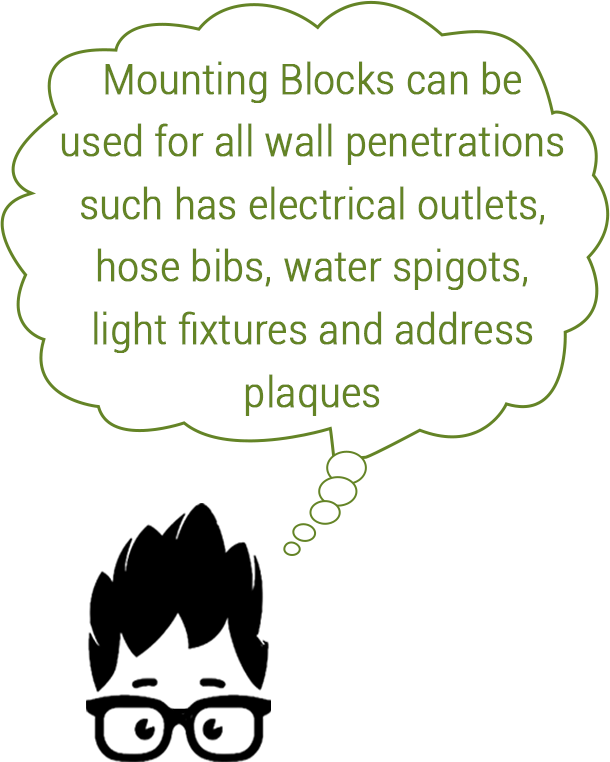 Mounting Blocks can be
used for all wall penetrations
such has electrical outlets,
hose bibs, water spigots,
light fixtures and address
plaques